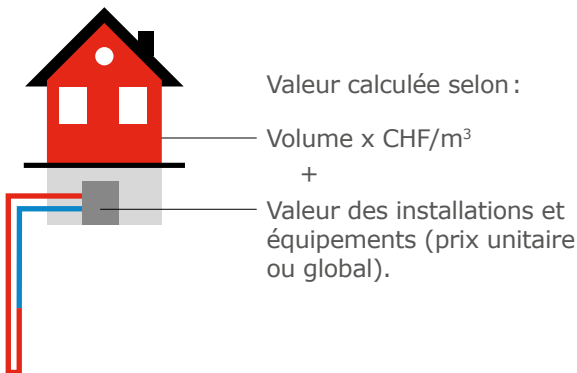 Valeur calculée selon :
Volume x CHF/m³
+
Valeur des installations et
équipements (prix unitaire
ou global).